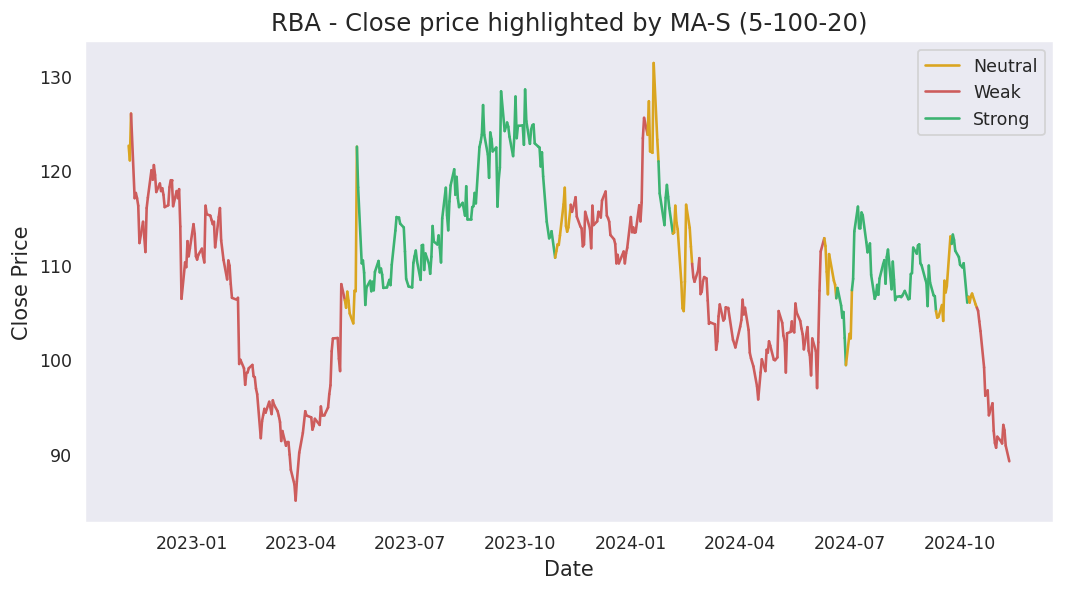 RBA - Close price highlighted by MA-S (5-100-20)
Neutral
Weak
Strong
Close Price
130
120
110
100
90
2023-01 2023-04 2023-07 2023-10 2024-01 2024-04 2024-07 2024-10
Date